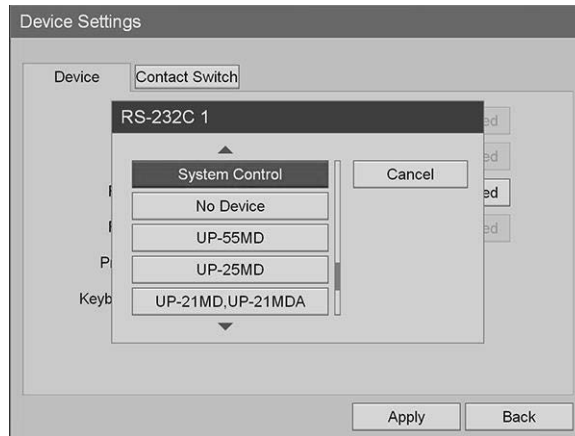 Device Settings
Device
Contact Switch
RS-232C 1
System Control
Cancel
No Device
UP-55MD
UP-25MD
UP-21MD,UP-21MDA
Keyb
Apply
Back